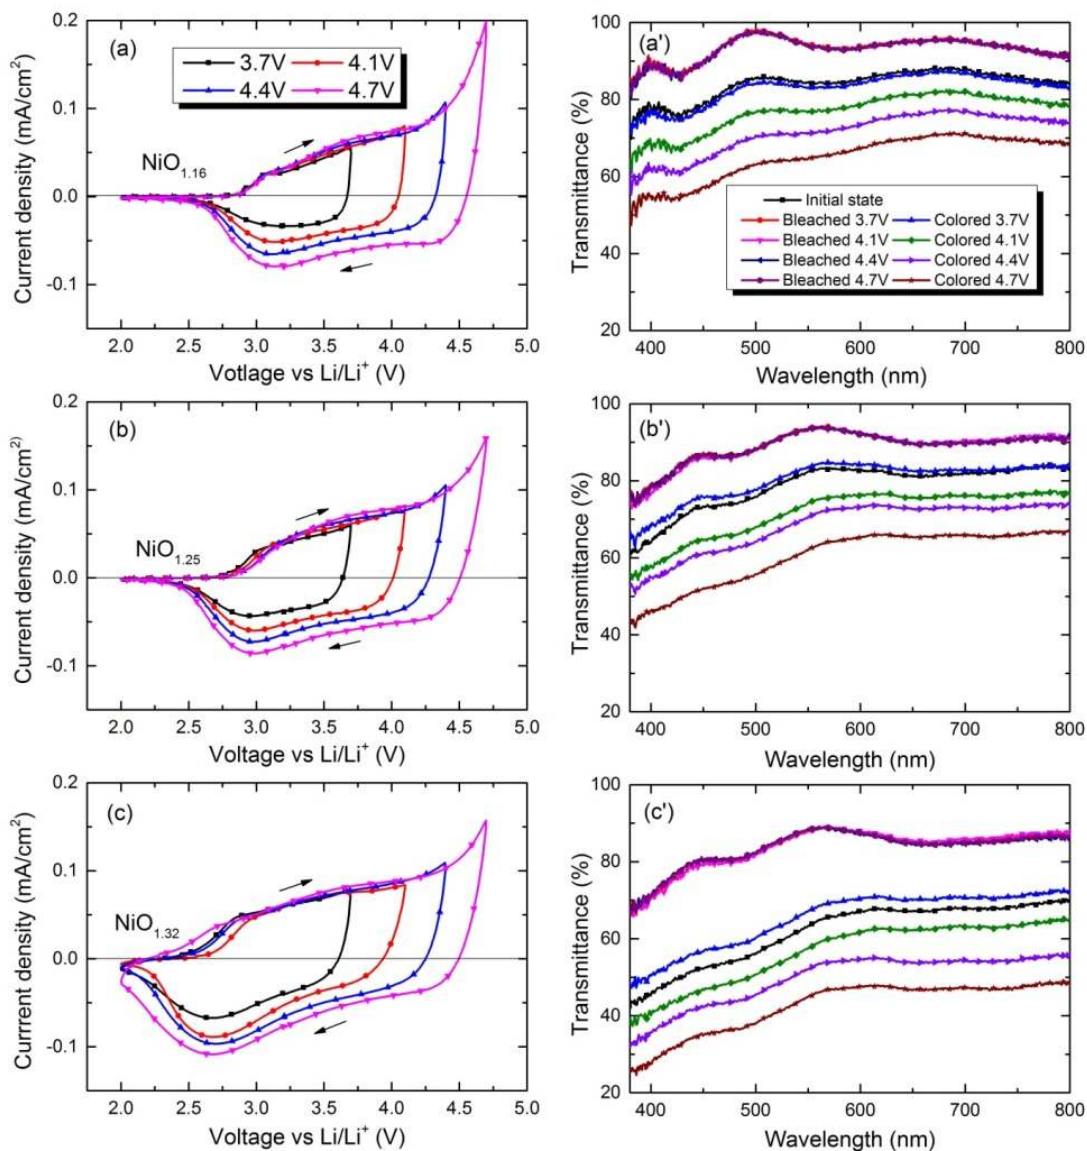 (a)
3.7V 4.1V
4.4V 4.7V
NiO1.16
0.2
0.1
0.0
-0.1
Current density (mA/cm2)
2.0 2.5 3.0 3.5 4.0 4.5 5.0
Votlage vs Li/Li+ (V)
(a')
100
80
60
40
20
Transmittance (%)
Initial state
Bleached 3.7V Colored 3.7V
Bleached 4.1V Colored 4.1V
Bleached 4.4V Colored 4.4V
Bleached 4.7V Colored 4.7V
400 500 600 700 800
Wavelength (nm)
(b)
NiO1.25
0.2
0.1
0.0
-0.1
Current density (mA/cm2)
2.0 2.5 3.0 3.5 4.0 4.5 5.0
Voltage vs Li/Li+ (V)
(b')
100
80
60
40
20
Transmittance (%)
400 500 600 700 800
Wavelength (nm)
(c)
NiO1.32
0.2
0.1
0.0
-0.1
Currrent density (mA/cm2)
2.0 2.5 3.0 3.5 4.0 4.5 5.0
Voltage vs Li/Li+ (V)
(c')
100
80
60
40
20
Transmittance (%)
400 500 600 700 800
Wavelength (nm)